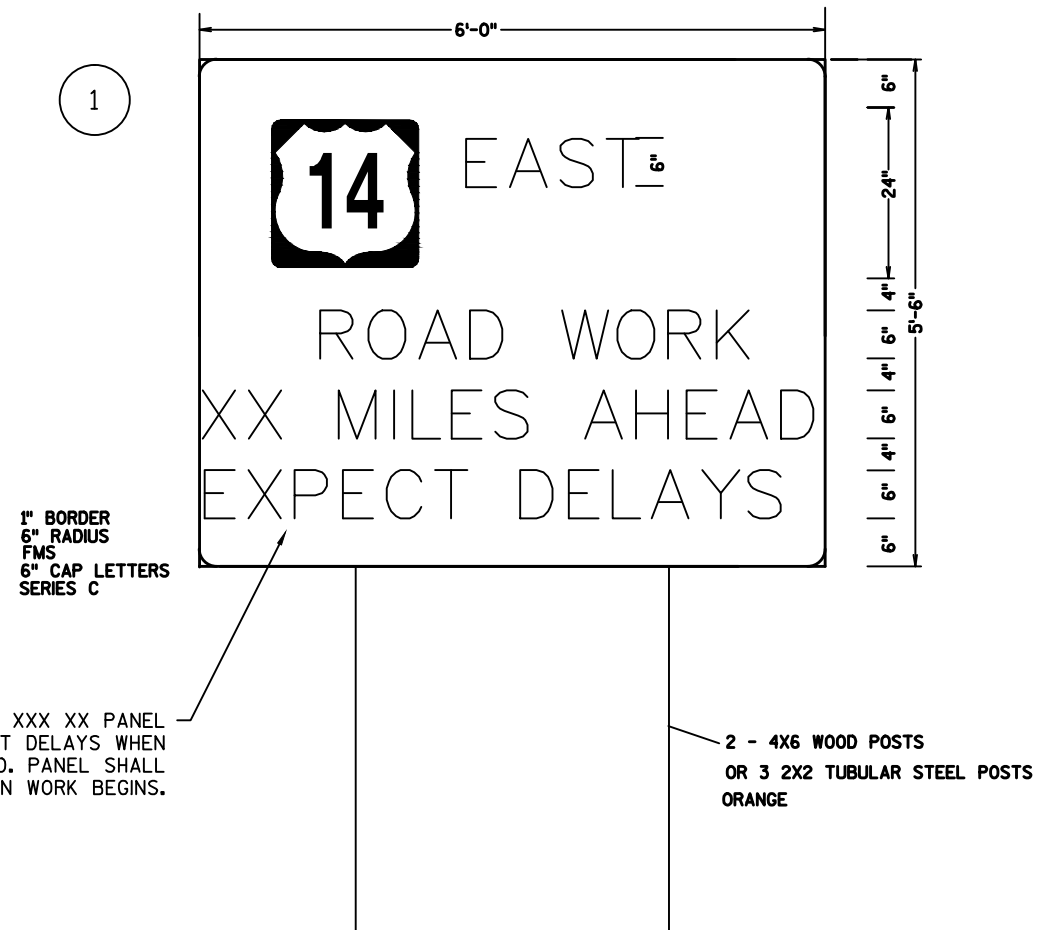 6'-0"
1
14
EAST
6"
6"
24"
4"
6"
4"
6"
4"
6"
6"
5'-6"
ROAD WORK
XX MILES AHEAD
EXPECT DELAYS
1" BORDER
6" RADIUS
FMS
6" CAP LETTERS
SERIES C
XXX XX PANEL
T DELAYS WHEN
. PANEL SHALL
N WORK BEGINS.
2 - 4X6 WOOD POSTS
OR 3 2X2 TUBULAR STEEL POSTS
ORANGE